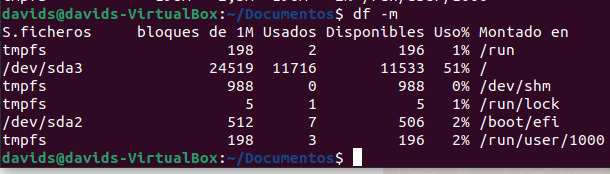 davids@davids-VirtualBox:~/Documentos$ df -m
S.ficheros     bloques de 1M Usados Disponibles Uso% Montado en
tmpfs                    198      2         196   1% /run
/dev/sda3              24519  11716       11533  51% /
tmpfs                    988      0         988   0% /dev/shm
tmpfs                      5      1           5   1% /run/lock
/dev/sda2                512      7         506   2% /boot/efi
tmpfs                    198      3         196   2% /run/user/1000
davids@davids-VirtualBox:~/Documentos$